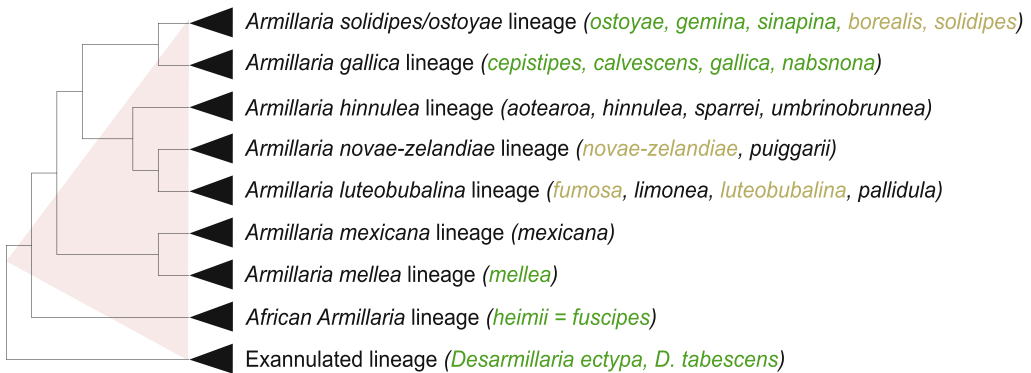 Armillaria solidipes/ostoyae lineage (ostoyae, gemina, sinapina, borealis, solidipes)
Armillaria gallica lineage (cepistipes, calvescens, gallica, nabsnona)
Armillaria hinnulea lineage (aotearoa, hinnulea, sparrei, umbrinobrunnea)
Armillaria novae-zelandiae lineage (novae-zelandiae, puiggarii)
Armillaria luteobubalina lineage (fumosa, limonea, luteobubalina, pallidula)
Armillaria mexicana lineage (mexicana)
Armillaria mellea lineage (mellea)
African Armillaria lineage (heimii = fuscipes)
Exannulated lineage (Desarmillaria ectypa, D. tabescens)